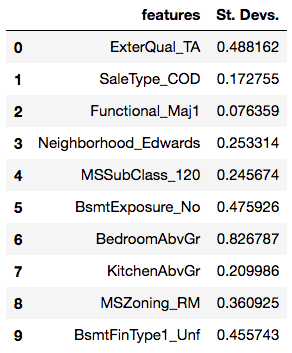 features St. Devs.
0 ExterQual_TA 0.488162
1 SaleType_COD 0.172755
2 Functional_Maj1 0.076359
3 Neighborhood_Edwards 0.253314
4 MSSubClass_120 0.245674
5 BsmtExposure_No 0.475926
6 BedroomAbvGr 0.826787
7 KitchenAbvGr 0.209986
8 MSZoning_RM 0.360925
9 BsmtFinType1_Unf 0.455743